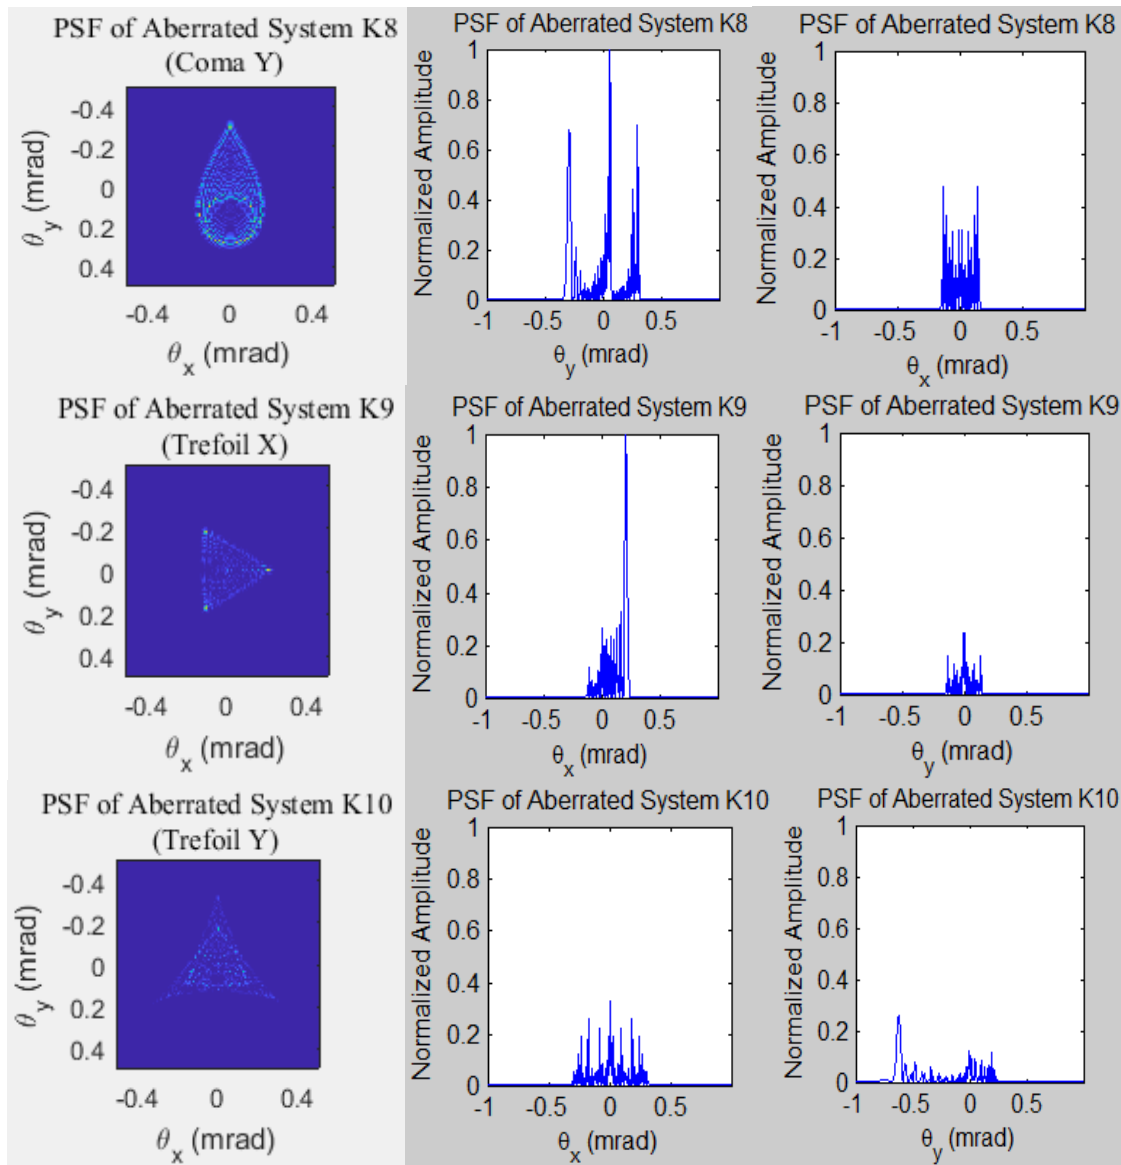 PSF of Aberrated System K8
(Coma Y)
-0.4
-0.2
0
0.2
0.4
θy (mrad)
-0.4 0 0.4
θx (mrad)
PSF of Aberrated System K8
1
0.8
0.6
0.4
0.2
0
Normalized Amplitude
-1 -0.5 0 0.5
θy (mrad)
PSF of Aberrated System K8
1
0.8
0.6
0.4
0.2
0
Normalized Amplitude
-1 -0.5 0 0.5
θx (mrad)
PSF of Aberrated System K9
(Trefoil X)
-0.4
-0.2
0
0.2
0.4
θy (mrad)
-0.4 0 0.4
θx (mrad)
PSF of Aberrated System K9
1
0.8
0.6
0.4
0.2
0
Normalized Amplitude
-1 -0.5 0 0.5
θx (mrad)
PSF of Aberrated System K9
1
0.8
0.6
0.4
0.2
0
Normalized Amplitude
-1 -0.5 0 0.5
θy (mrad)
PSF of Aberrated System K10
(Trefoil Y)
-0.4
-0.2
0
0.2
0.4
θy (mrad)
-0.4 0 0.4
θx (mrad)
PSF of Aberrated System K10
1
0.8
0.6
0.4
0.2
0
Normalized Amplitude
-1 -0.5 0 0.5
θx (mrad)
PSF of Aberrated System K10
1
0.8
0.6
0.4
0.2
0
Normalized Amplitude
-1 -0.5 0 0.5
θy (mrad)